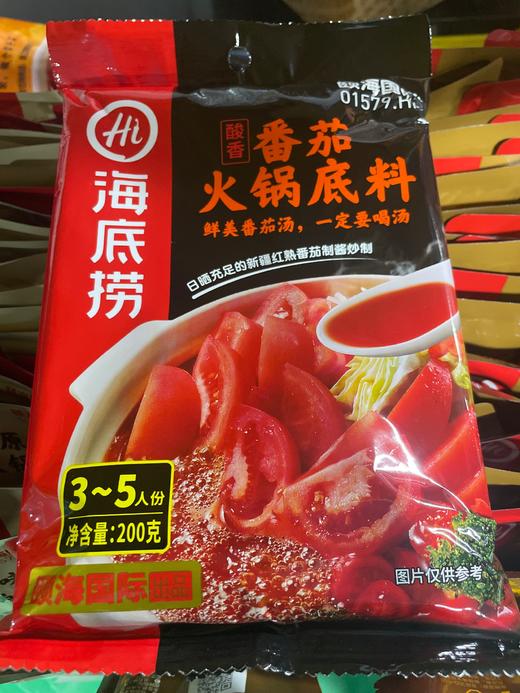 颐海国际
01579.H
Hi
海底捞
酸香
番茄
火锅底料
鲜美番茄汤，一定要喝汤
日晒充足的新疆红熟番茄制酱炒制
3~5人份
净含量:200克
颐海国际出品
图片仅供参考